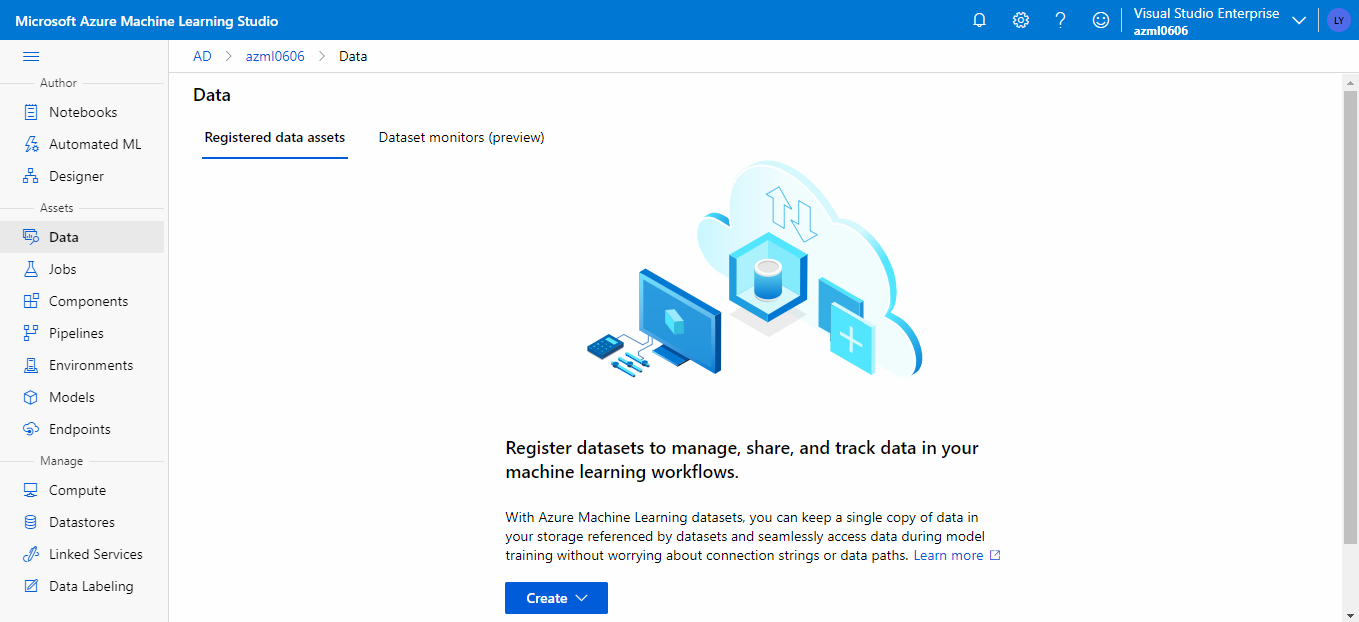 Microsoft Azure Machine Learning Studio
Visual Studio Enterprise
azml0606
LY
AD
azml0606
Data
Author
Notebooks
Automated ML
Designer
Assets
Data
Jobs
Components
Pipelines
Environments
Models
Endpoints
Manage
Compute
Datastores
Linked Services
Data Labeling
Data
Registered data assets
Dataset monitors (preview)
Register datasets to manage, share, and track data in your
machine learning workflows.
With Azure Machine Learning datasets, you can keep a single copy of data in
your storage referenced by datasets and seamlessly access data during model
training without worrying about connection strings or data paths. Learn more
Create